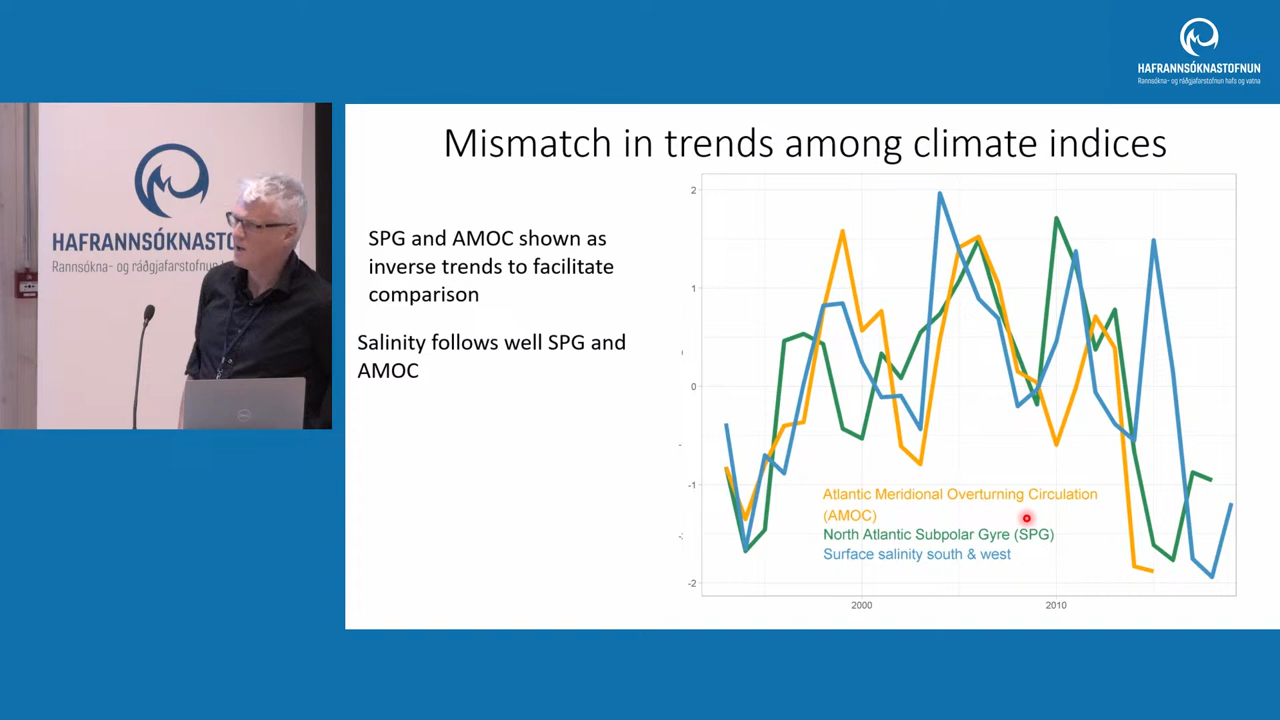 HAFRANNSÓKNASTOFNUN
Rannsókna- og ráðgjafarstofnun hafs og vatna
HAFRANNSÓKNASTO
Rannsókna- og ráðgjafarstofnun
Mismatch in trends among climate indices
SPG and AMOC shown as
inverse trends to facilitate
comparison
Salinity follows well SPG and
AMOC
2
1
0
-1
-2
Atlantic Meridional Overturning Circulation
(AMOC)
North Atlantic Subpolar Gyre (SPG)
Surface salinity south & west
2000
2010